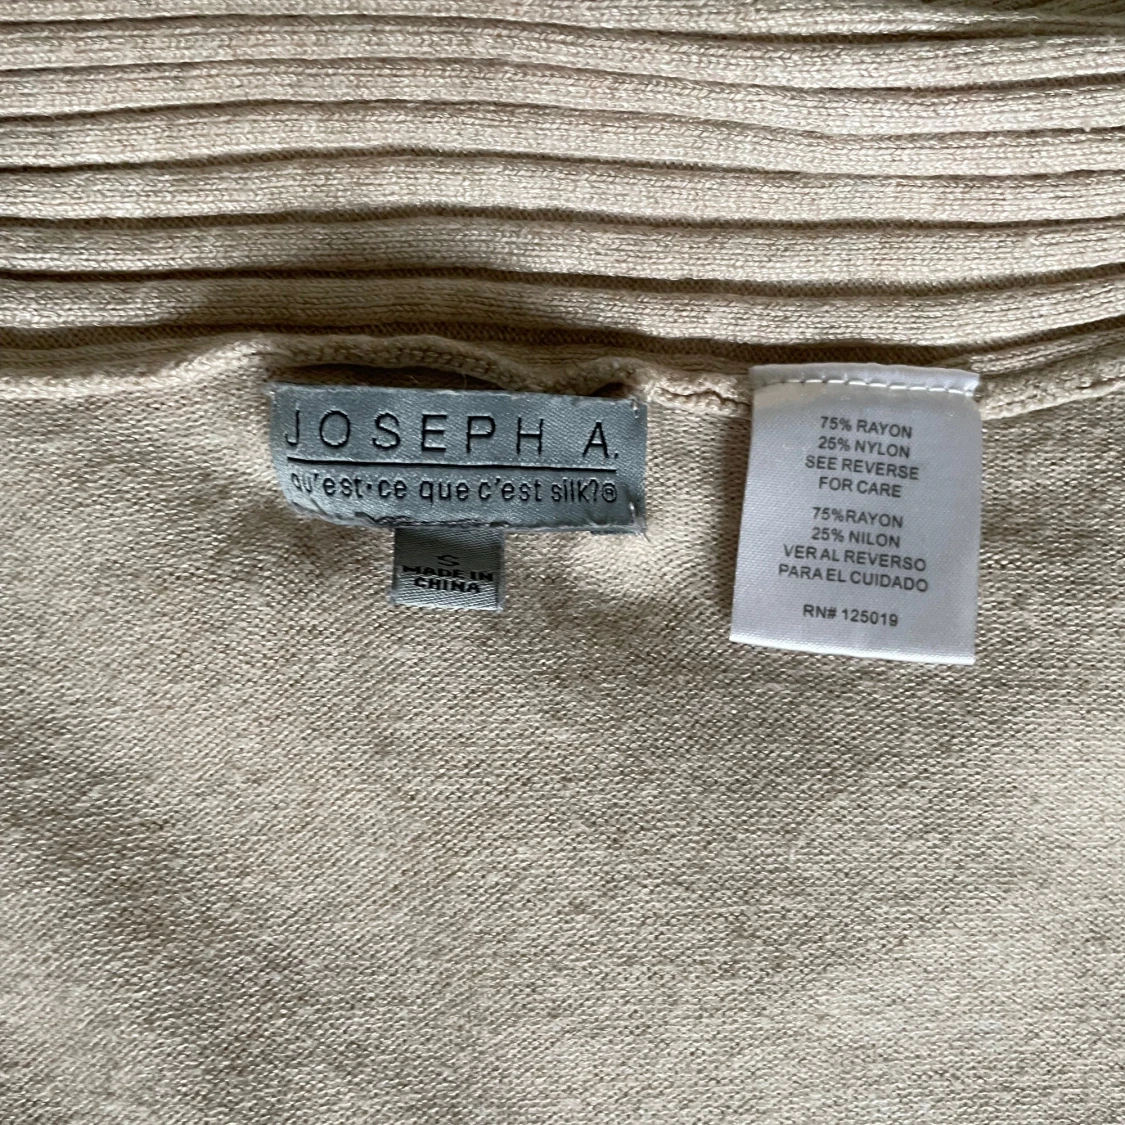 JOSEPH A.
qu'est·ce que c'est silk?®
S
MADE IN
CHINA
75% RAYON
25% NYLON
SEE REVERSE
FOR CARE
75%RAYON
25% NILON
VER AL REVERSO
PARA EL CUIDADO
RN# 125019